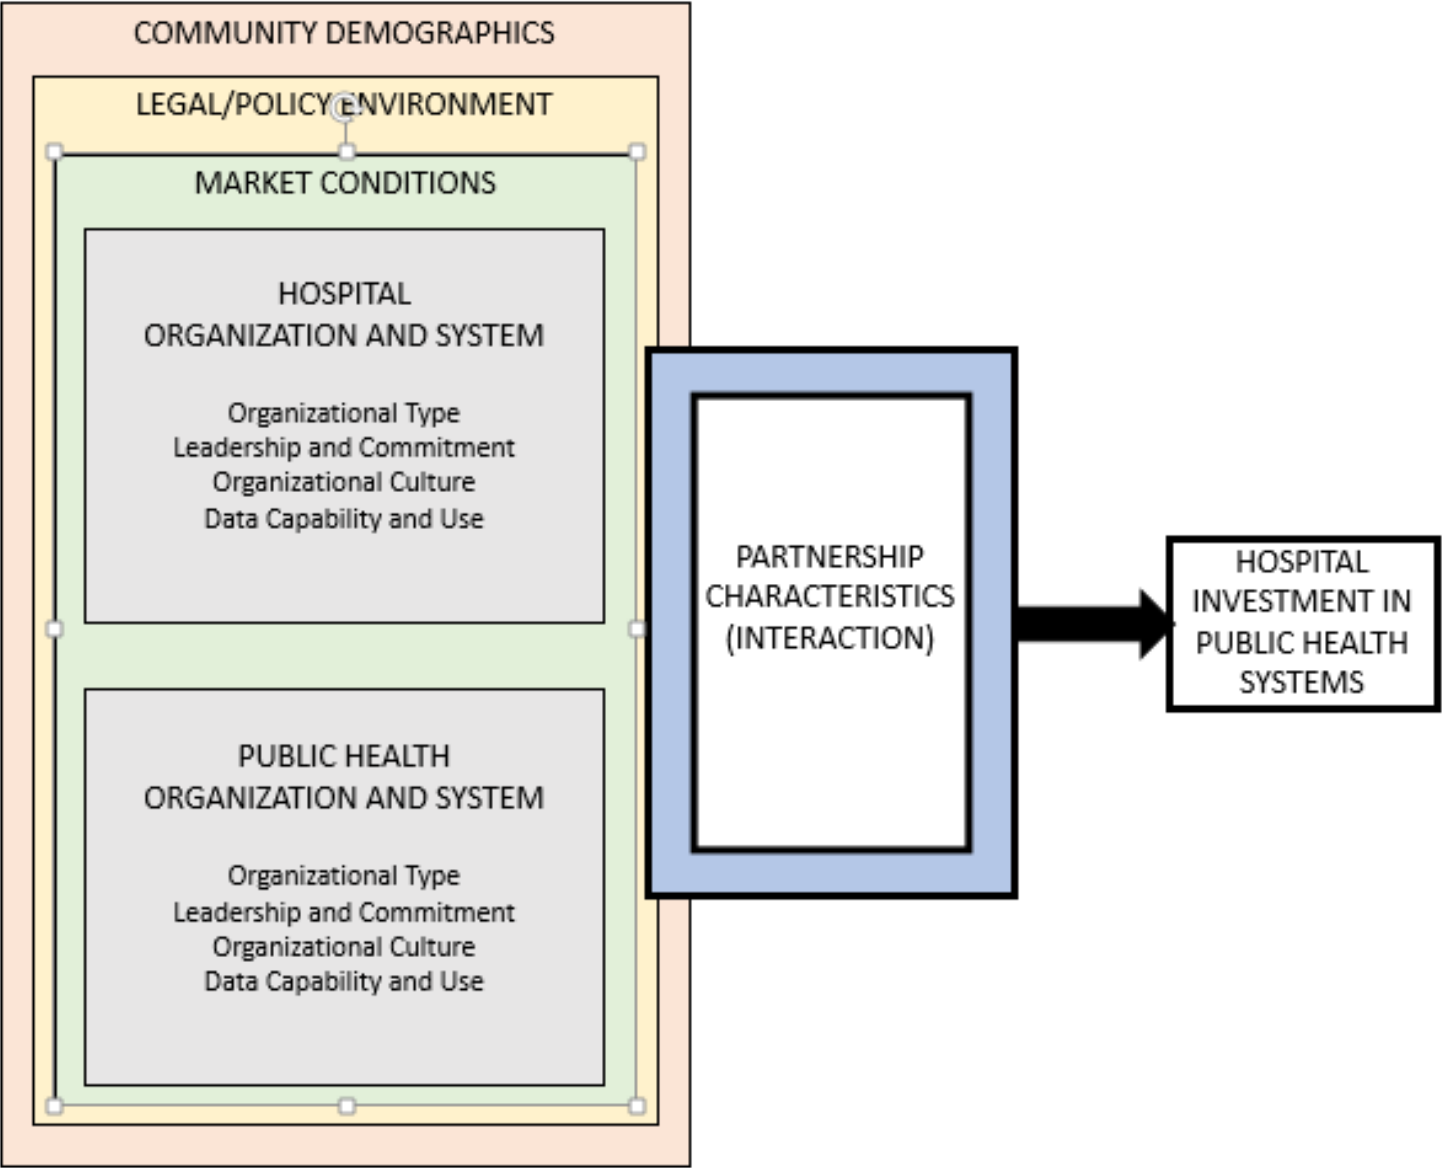 COMMUNITY DEMOGRAPHICS
LEGAL/POLICY ENVIRONMENT
MARKET CONDITIONS
HOSPITAL
ORGANIZATION AND SYSTEM
Organizational Type
Leadership and Commitment
Organizational Culture
Data Capability and Use
PUBLIC HEALTH
ORGANIZATION AND SYSTEM
Organizational Type
Leadership and Commitment
Organizational Culture
Data Capability and Use
PARTNERSHIP
CHARACTERISTICS
(INTERACTION)
HOSPITAL
INVESTMENT IN
PUBLIC HEALTH
SYSTEMS